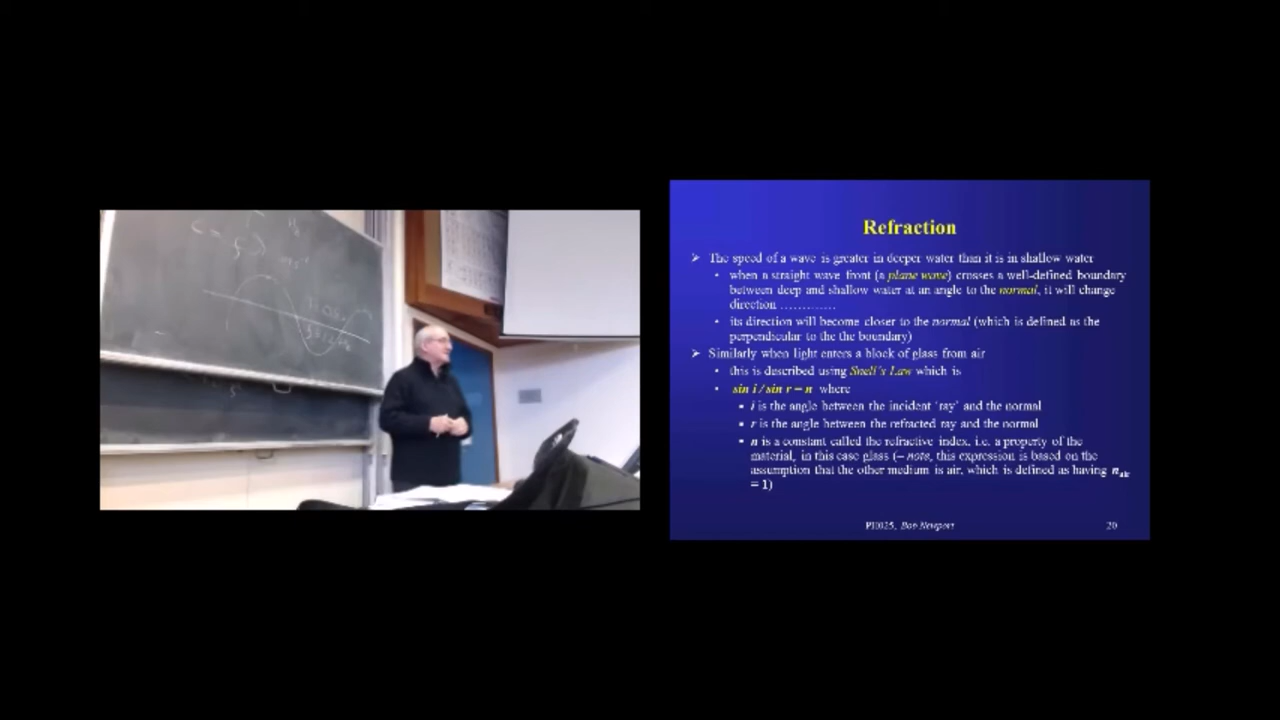 c = f λ
Refraction
➤ The speed of a wave is greater in deeper water than it is in shallow water
• when a straight wave front (a plane wave) crosses a well-defined boundary
between deep and shallow water at an angle to the normal, it will change
direction ………….
• its direction will become closer to the normal (which is defined as the
perpendicular to the the boundary)
➤ Similarly when light enters a block of glass from air
• this is described using Snell's Law which is
• sin i / sin r = n where
▪ i is the angle between the incident 'ray' and the normal
▪ r is the angle between the refracted ray and the normal
▪ n is a constant called the refractive index, i.e. a property of the
material, in this case glass (– note, this expression is based on the
assumption that the other medium is air, which is defined as having n air
= 1)
PH025, Bob Newport
20